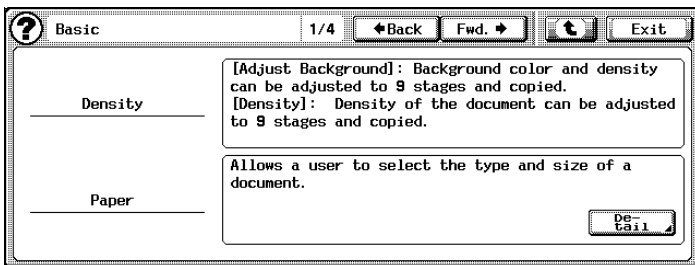 ? Basic 1/4 ←Back Fwd. → Exit
Density
[Adjust Background]: Background color and density
can be adjusted to 9 stages and copied.
[Density]: Density of the document can be adjusted
to 9 stages and copied.
Paper
Allows a user to select the type and size of a
document.
De-
tail